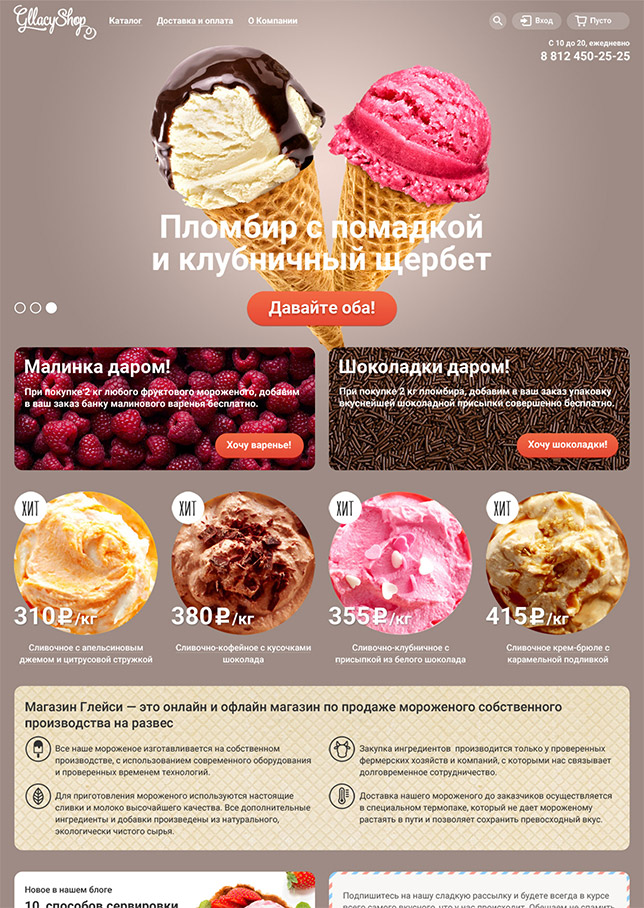 GllacyShop
Каталог
Доставка и оплата
О Компании
Вход
Пусто
С 10 до 20, ежедневно
8 812 450-25-25
Пломбир с помадкой
и клубничный щербет
Давайте оба!
Малинка даром!
При покупке 2 кг любого фруктового мороженого, добавим
в ваш заказ банку малинового варенья бесплатно.
Хочу варенье!
Шоколадки даром!
При покупке 2 кг пломбира, добавим в ваш заказ упаковку
вкуснейшей шоколадной присыпки совершенно бесплатно.
Хочу шоколадки!
ХИТ
310₽/кг
Сливочное с апельсиновым
джемом и цитрусовой стружкой
ХИТ
380₽/кг
Сливочно-кофейное с кусочками
шоколада
ХИТ
355₽/кг
Сливочно-клубничное с
присыпкой из белого шоколада
ХИТ
415₽/кг
Сливочное крем-брюле с
карамельной подливкой
Магазин Глейси — это онлайн и офлайн магазин по продаже мороженого собственного
производства на развес
Все наше мороженое изготавливается на собственном
производстве, с использованием современного оборудования
и проверенных временем технологий.
Закупка ингредиентов производится только у проверенных
фермерских хозяйств и компаний, с которыми нас связывает
долговременное сотрудничество.
Для приготовления мороженого используются настоящие
сливки и молоко высочайшего качества. Все дополнительные
ингредиенты и добавки произведены из натурального,
экологически чистого сырья.
Доставка нашего мороженого до заказчиков осуществляется
в специальном термопаке, который не дает мороженому
растаять в пути и позволяет сохранить превосходный вкус.
Новое в нашем блоге
10 способов сервировки
Подпишитесь на нашу сладкую рассылку и будете всегда в курсе
всего самого вкусного, что у нас происходит. Обещаем не спамить